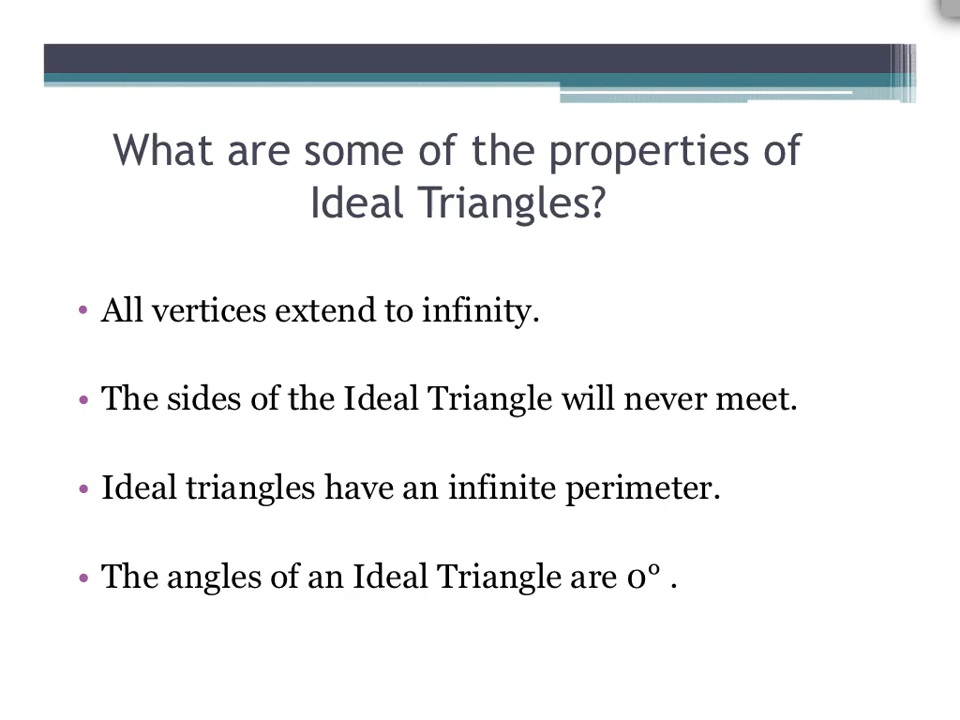 What are some of the properties of
Ideal Triangles?
• All vertices extend to infinity.
• The sides of the Ideal Triangle will never meet.
• Ideal triangles have an infinite perimeter.
• The angles of an Ideal Triangle are 0° .